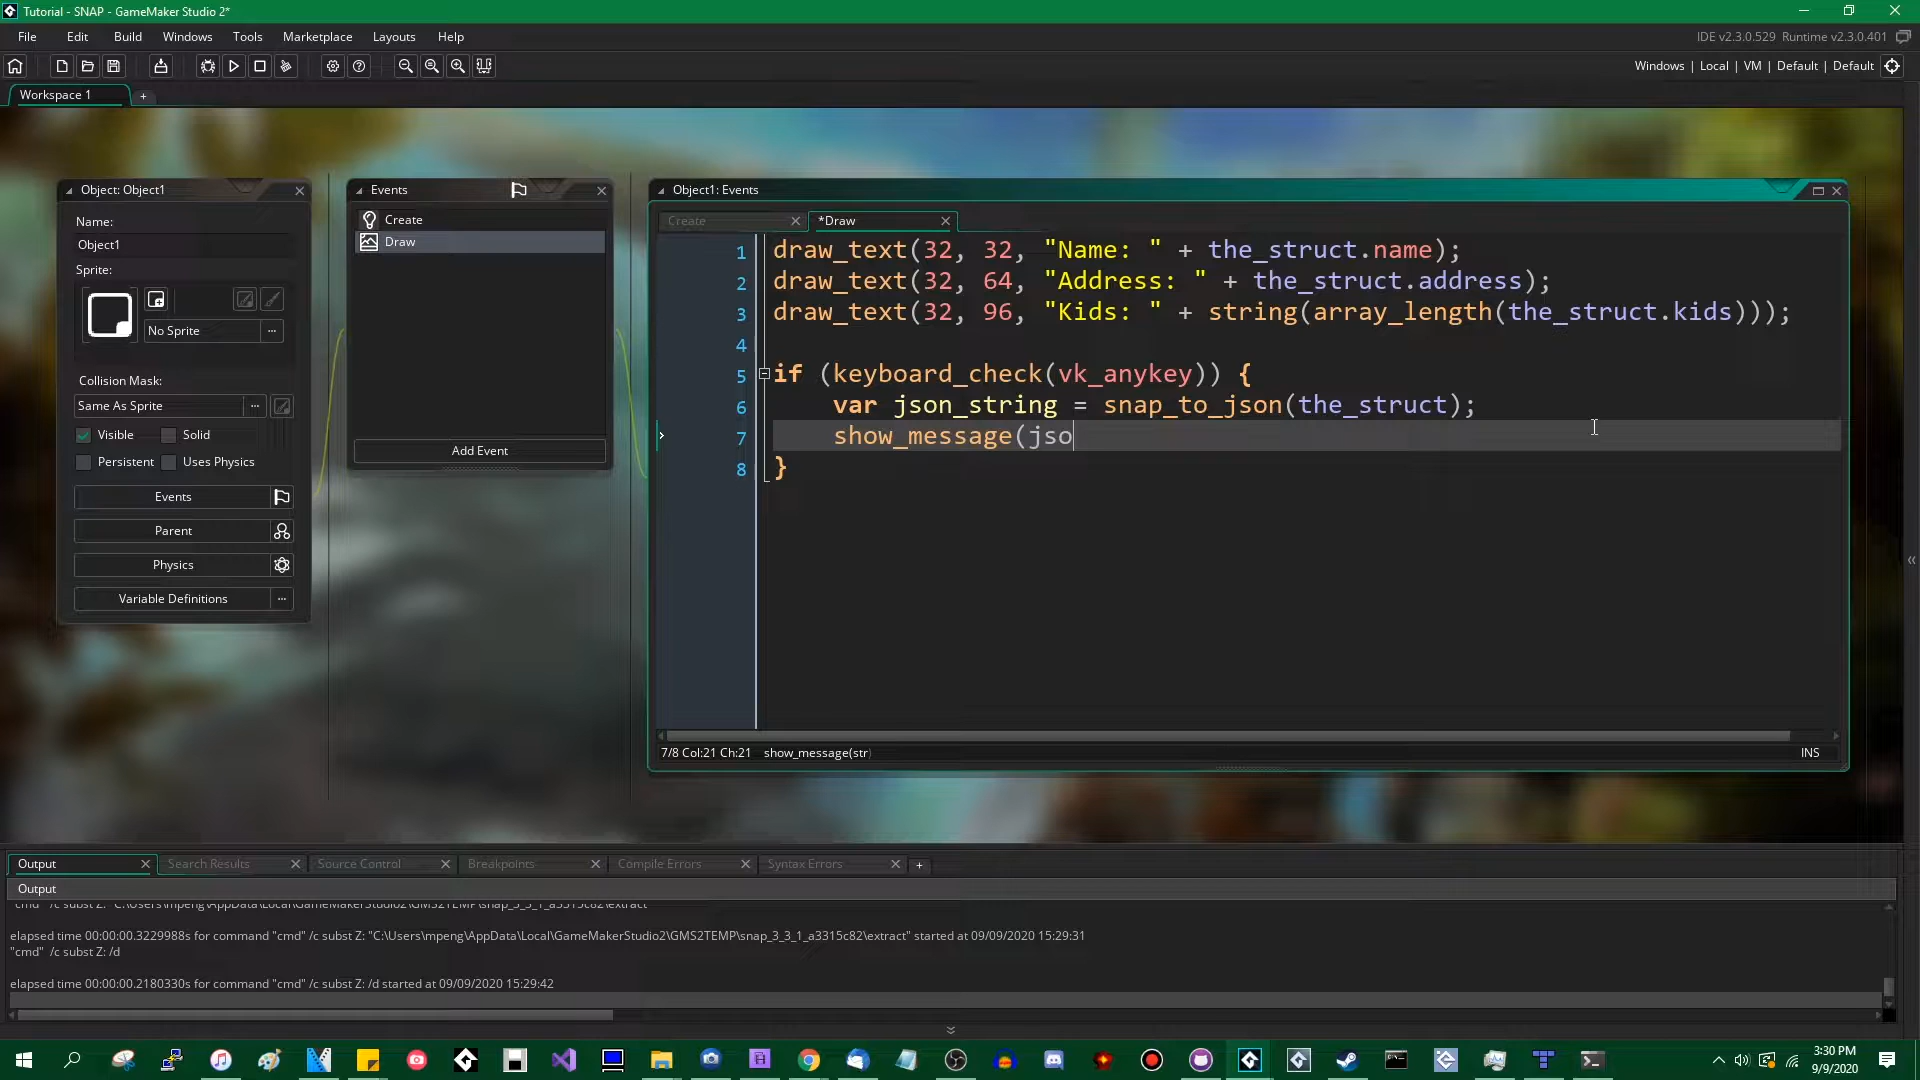 Tutorial - SNAP - GameMaker Studio 2*
File Edit Build Windows Tools Marketplace Layouts Help
IDE v2.3.0.529 Runtime v2.3.0.401
Windows | Local | VM | Default | Default
Workspace 1 +
Object: Object1
Name:
Object1
Sprite:
No Sprite ...
Collision Mask:
Same As Sprite ...
Visible Solid
Persistent Uses Physics
Events
Parent
Physics
Variable Definitions ...
Events
Create
Draw
Add Event
Object1: Events
Create *Draw
1 draw_text(32, 32, "Name: " + the_struct.name);
2 draw_text(32, 64, "Address: " + the_struct.address);
3 draw_text(32, 96, "Kids: " + string(array_length(the_struct.kids)));
4
5 if (keyboard_check(vk_anykey)) {
6 var json_string = snap_to_json(the_struct);
7 show_message(jso
8 }
7/8 Col:21 Ch:21 show_message(str)
INS
Output Search Results Source Control Breakpoints Compile Errors Syntax Errors +
Output
"cmd" /c subst Z: "C:\Users\mpeng\AppData\Local\GameMakerStudio2\GMS2TEMP\snap_3_3_1_a3315c82\extract"
elapsed time 00:00:00.3229988s for command "cmd" /c subst Z: "C:\Users\mpeng\AppData\Local\GameMakerStudio2\GMS2TEMP\snap_3_3_1_a3315c82\extract" started at 09/09/2020 15:29:31
"cmd" /c subst Z: /d
elapsed time 00:00:00.2180330s for command "cmd" /c subst Z: /d started at 09/09/2020 15:29:42
3:30 PM
9/9/2020